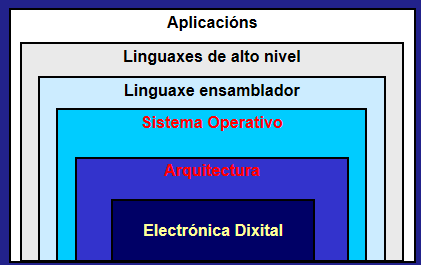 Aplicacións
Linguaxes de alto nivel
Linguaxe ensamblador
Sistema Operativo
Arquitectura
Electrónica Dixital